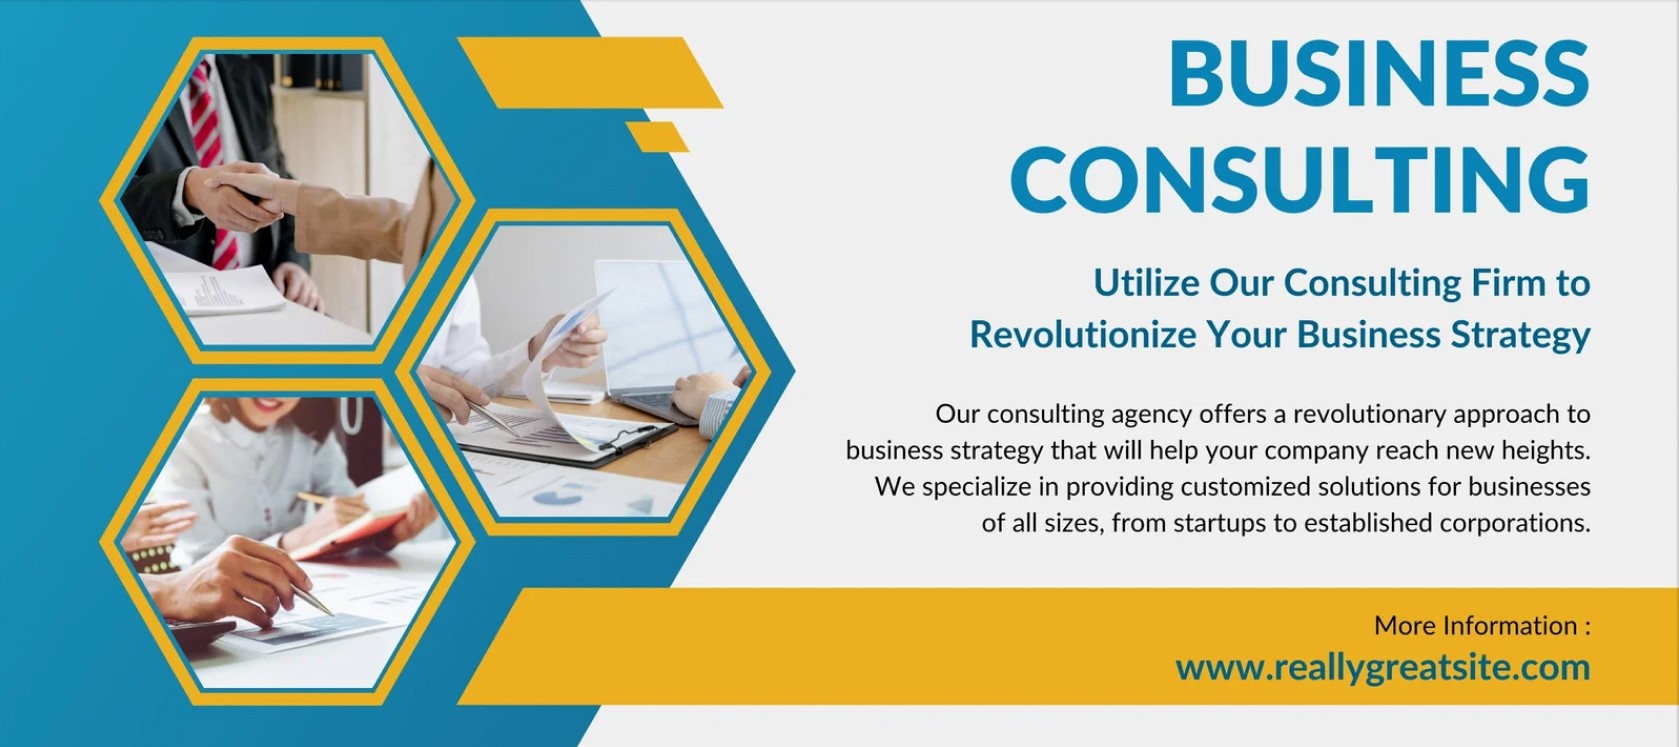 BUSINESS
CONSULTING
Utilize Our Consulting Firm to
Revolutionize Your Business Strategy
Our consulting agency offers a revolutionary approach to
business strategy that will help your company reach new heights.
We specialize in providing customized solutions for businesses
of all sizes, from startups to established corporations.
More Information :
www.reallygreatsite.com